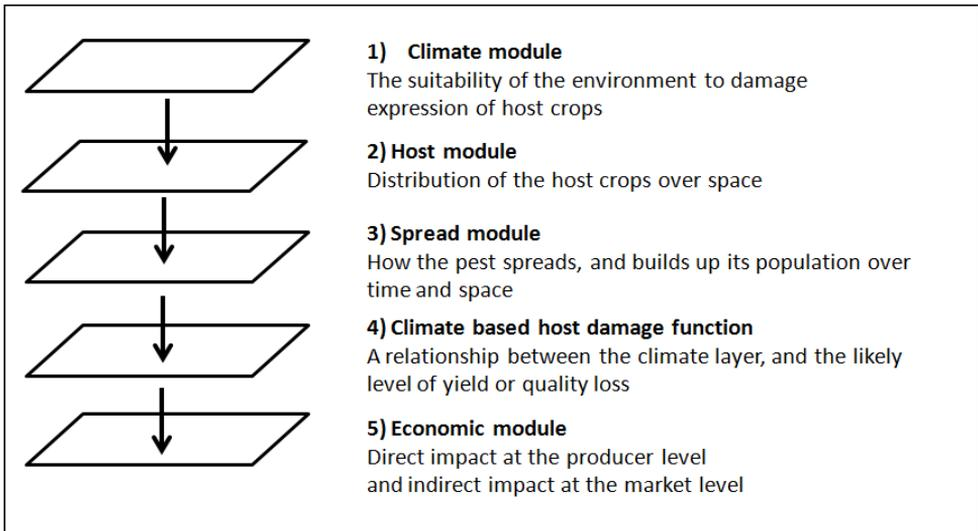 1) Climate module
The suitability of the environment to damage
expression of host crops
2) Host module
Distribution of the host crops over space
3) Spread module
How the pest spreads, and builds up its population over
time and space
4) Climate based host damage function
A relationship between the climate layer, and the likely
level of yield or quality loss
5) Economic module
Direct impact at the producer level
and indirect impact at the market level